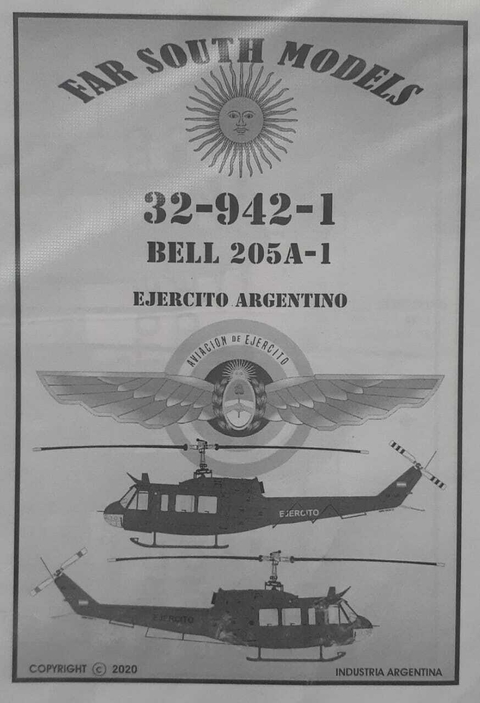 FAR SOUTH MODELS
32-942-1
BELL 205A-1
EJERCITO ARGENTINO
AVIACION DE EJERCITO
EJERCITO
EJERCITO
COPYRIGHT © 2020
INDUSTRIA ARGENTINA